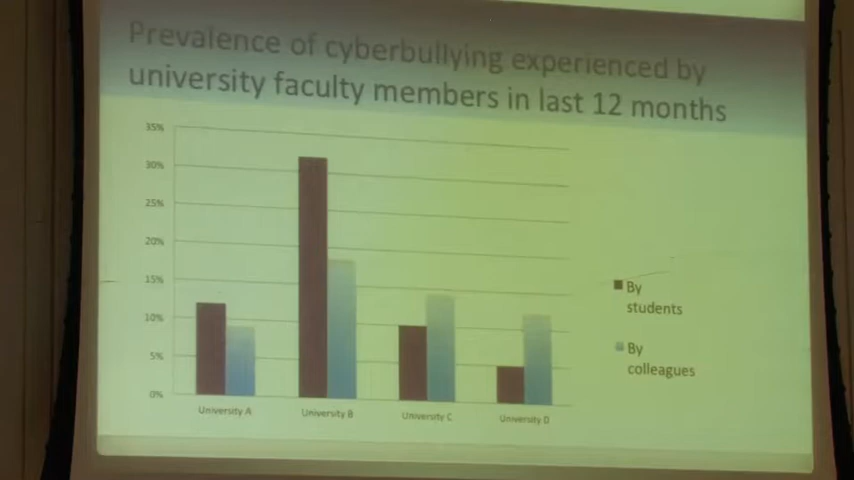 Prevalence of cyberbullying experienced by
university faculty members in last 12 months
35%
30%
25%
20%
15%
10%
5%
0%
University A
University B
University C
University D
By
students
By
colleagues